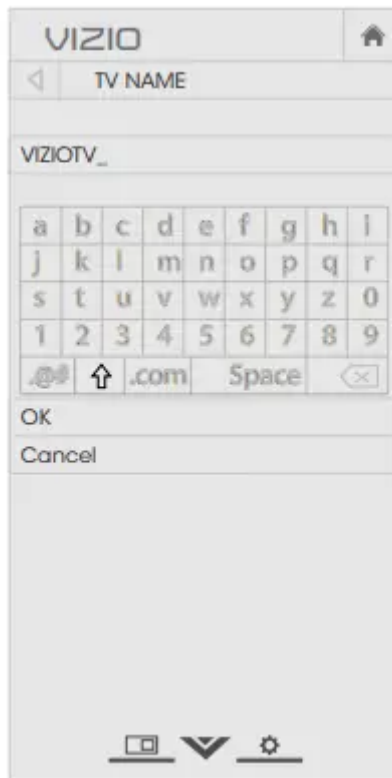 VIZIO
TV NAME
VIZIOTV_
a b c d e f g h i
j k l m n o p q r
s t u v w x y z 0
1 2 3 4 5 6 7 8 9
.@# .com Space
OK
Cancel